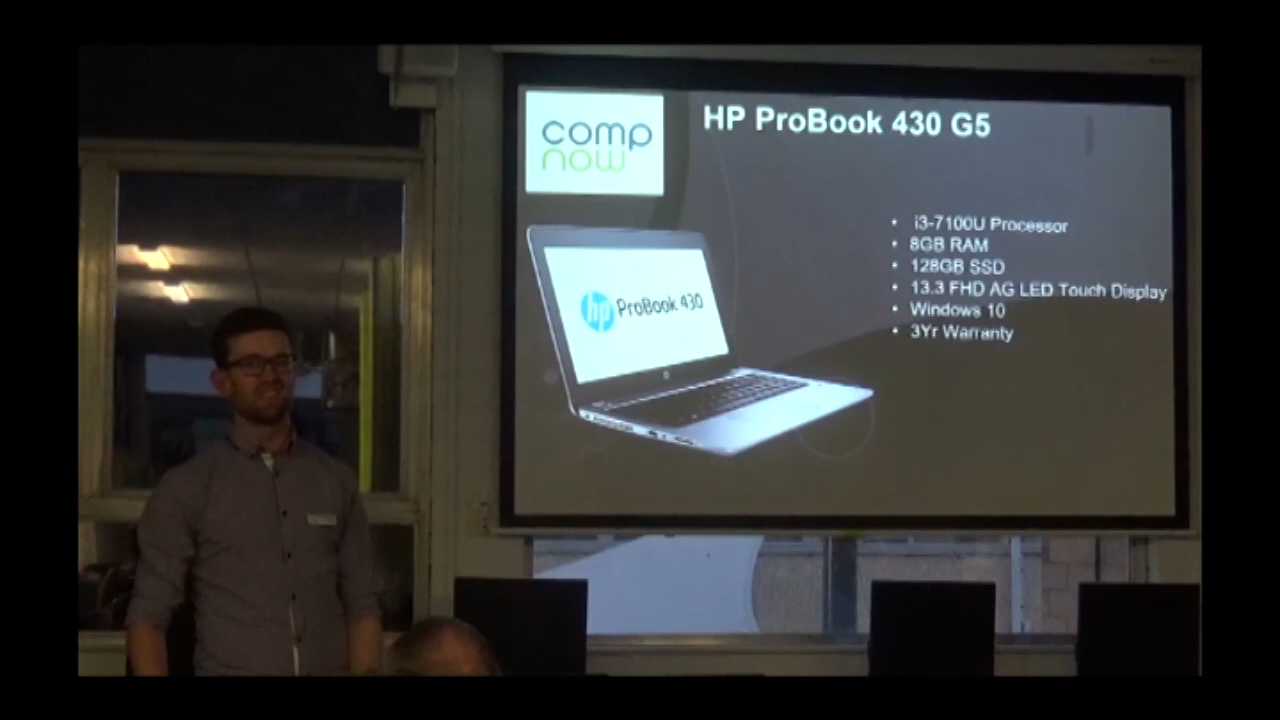 comp
now
HP ProBook 430 G5
hp ProBook 430
• i3-7100U Processor
• 8GB RAM
• 128GB SSD
• 13.3 FHD AG LED Touch Display
• Windows 10
• 3Yr Warranty